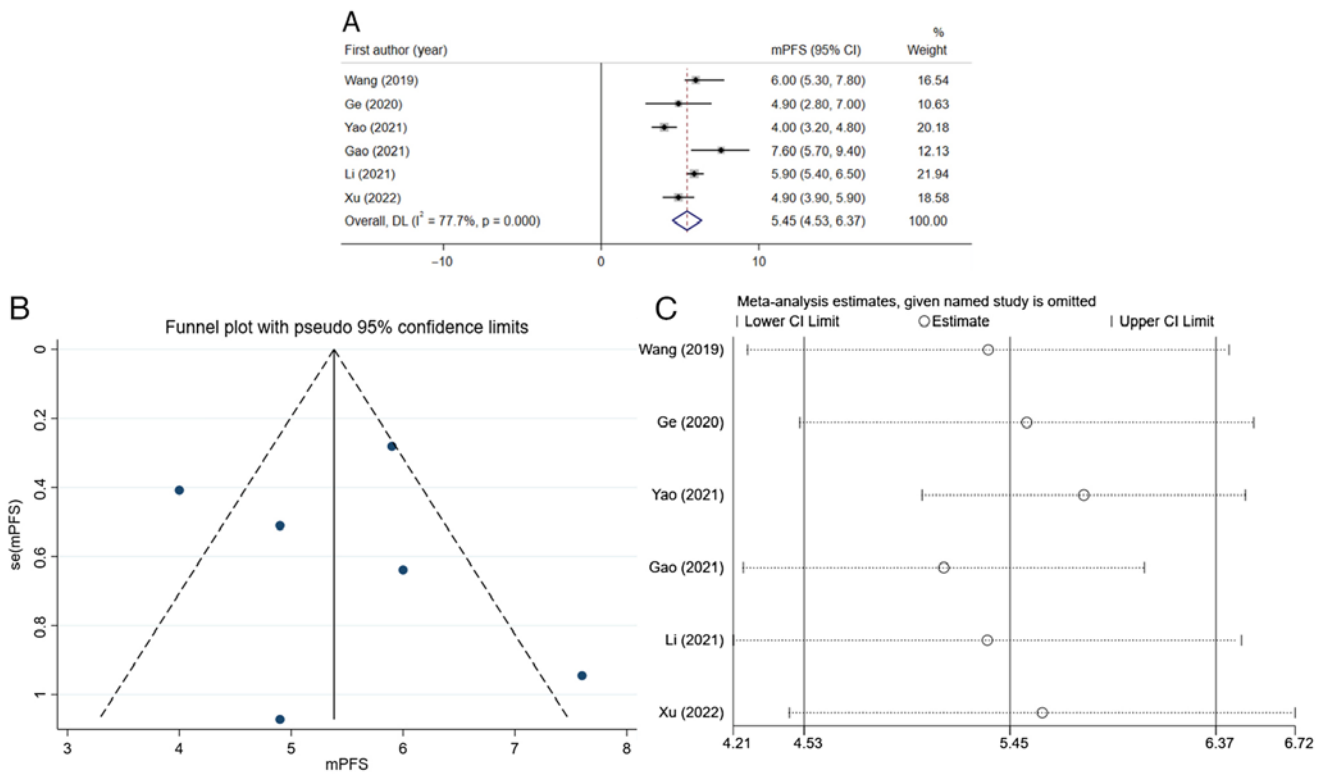 A
%
First author (year) mPFS (95% CI) Weight
Wang (2019) 6.00 (5.30, 7.80) 16.54
Ge (2020) 4.90 (2.80, 7.00) 10.63
Yao (2021) 4.00 (3.20, 4.80) 20.18
Gao (2021) 7.60 (5.70, 9.40) 12.13
Li (2021) 5.90 (5.40, 6.50) 21.94
Xu (2022) 4.90 (3.90, 5.90) 18.58
Overall, DL (I² = 77.7%, p = 0.000) 5.45 (4.53, 6.37) 100.00
−10 0 10
B
Funnel plot with pseudo 95% confidence limits
0
0.2
0.4
0.6
0.8
1
se(mPFS)
3 4 5 6 7 8
mPFS
C
Meta-analysis estimates, given named study is omitted
Lower CI Limit Estimate Upper CI Limit
Wang (2019)
Ge (2020)
Yao (2021)
Gao (2021)
Li (2021)
Xu (2022)
4.21 4.53 5.45 6.37 6.72